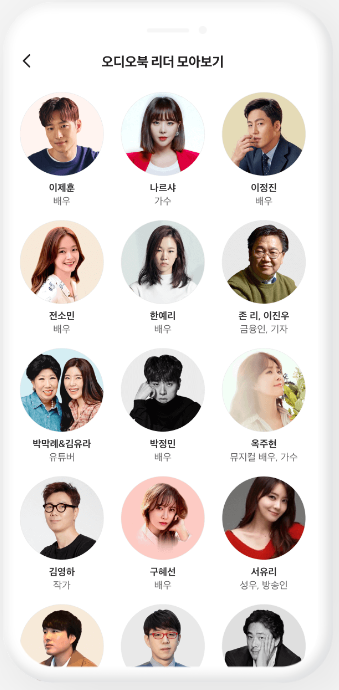 오디오북 리더 모아보기
이제훈 나르샤 이정진
배우 가수 배우
전소민 한예리 존 리, 이진우
배우 배우 금융인, 기자
박막례&김유라 박정민 옥주현
유튜버 배우 뮤지컬 배우, 가수
김영하 구혜선 서유리
작가 배우 성우, 방송인